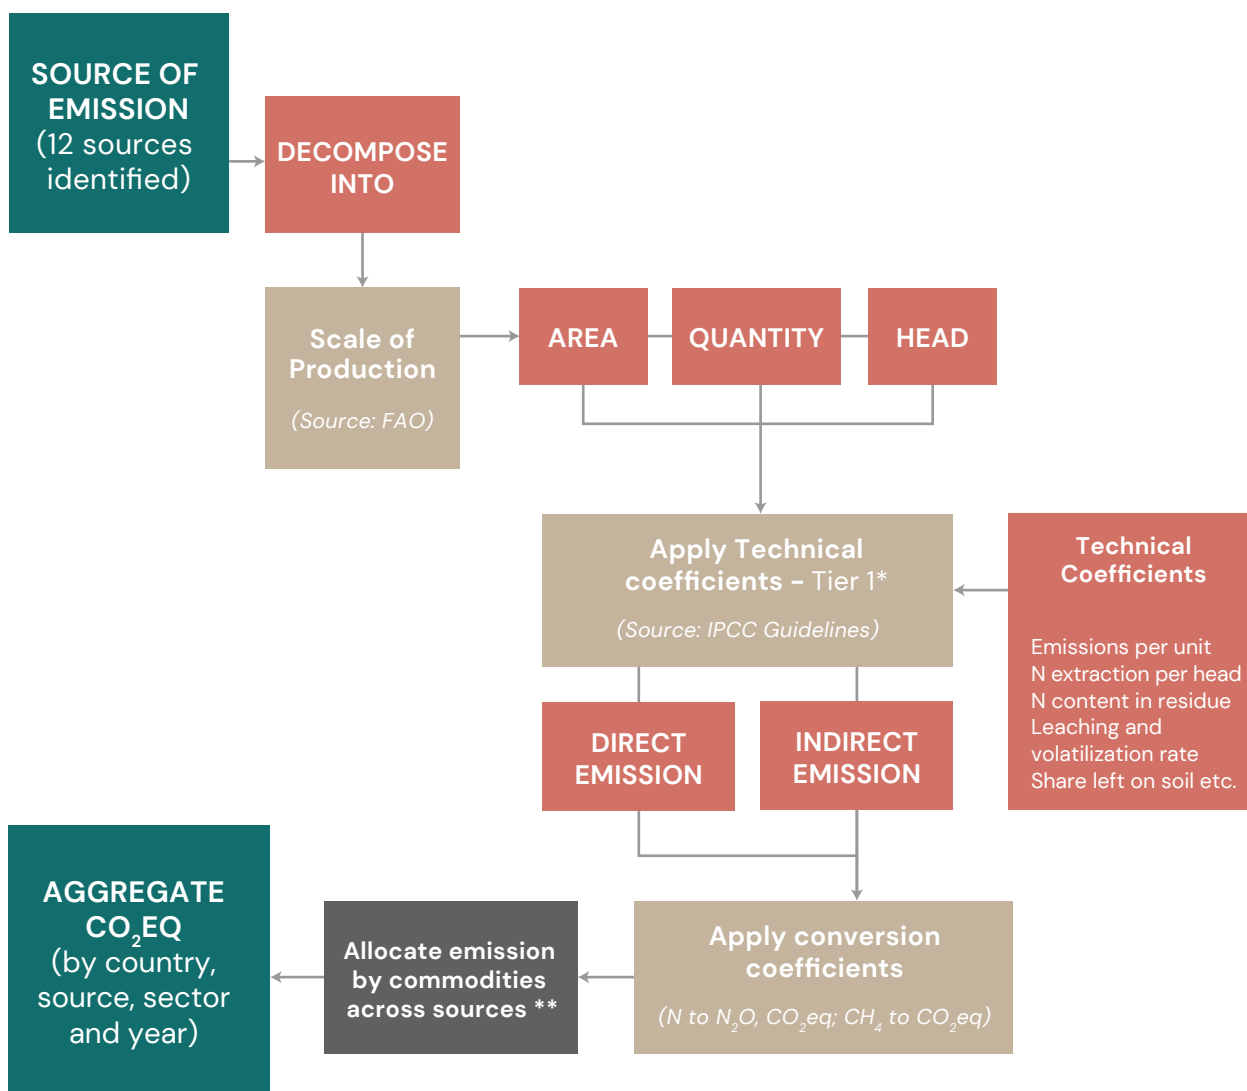 SOURCE OF
EMISSION
(12 sources
identified)
DECOMPOSE
INTO
Scale of
Production
(Source: FAO)
AREA
QUANTITY
HEAD
Apply Technical
coefficients – Tier 1*
(Source: IPCC Guidelines)
Technical
Coefficients
Emissions per unit
N extraction per head
N content in residue
Leaching and
volatilization rate
Share left on soil etc.
DIRECT
EMISSION
INDIRECT
EMISSION
Apply conversion
coefficients
(N to N₂O, CO₂eq; CH₄ to CO₂eq)
Allocate emission
by commodities
across sources **
AGGREGATE
CO₂EQ
(by country,
source, sector
and year)